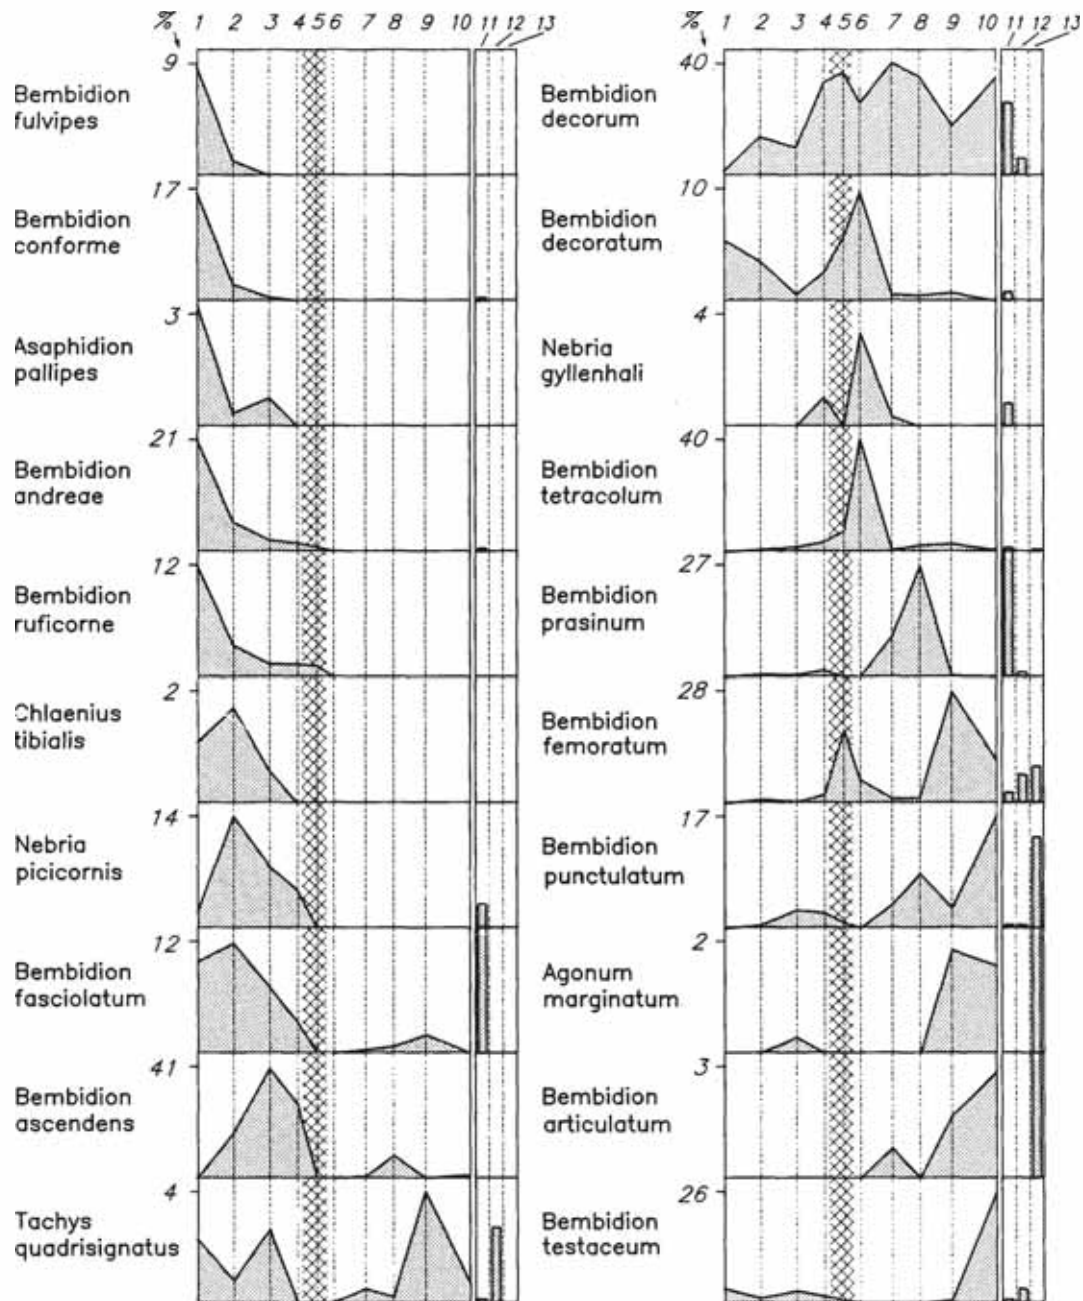 % 1 2 3 4 5 6 7 8 9 10 11 12 13
9
Bembidion
fulvipes
17
Bembidion
conforme
3
Asaphidion
pallipes
21
Bembidion
andreae
12
Bembidion
ruficorne
2
Chlaenius
tibialis
14
Nebria
picicornis
12
Bembidion
fasciolatum
41
Bembidion
ascendens
4
Tachys
quadrisignatus
% 1 2 3 4 5 6 7 8 9 10 11 12 13
40
Bembidion
decorum
10
Bembidion
decoratum
4
Nebria
gyllenhali
40
Bembidion
tetracolum
27
Bembidion
prasinum
28
Bembidion
femoratum
17
Bembidion
punctulatum
2
Agonum
marginatum
3
Bembidion
articulatum
26
Bembidion
testaceum